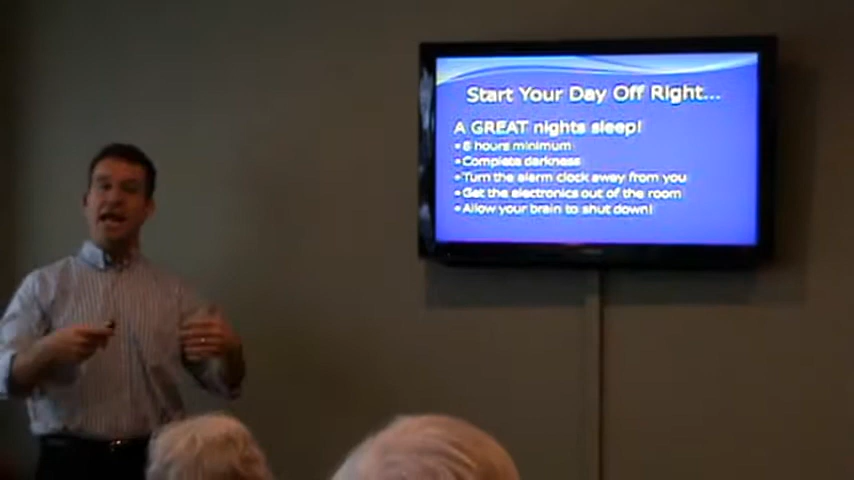 Start Your Day Off Right...
A GREAT nights sleep!
• 8 hours minimum
• Complete darkness
• Turn the alarm clock away from you
• Get the electronics out of the room
• Allow your brain to shut down!